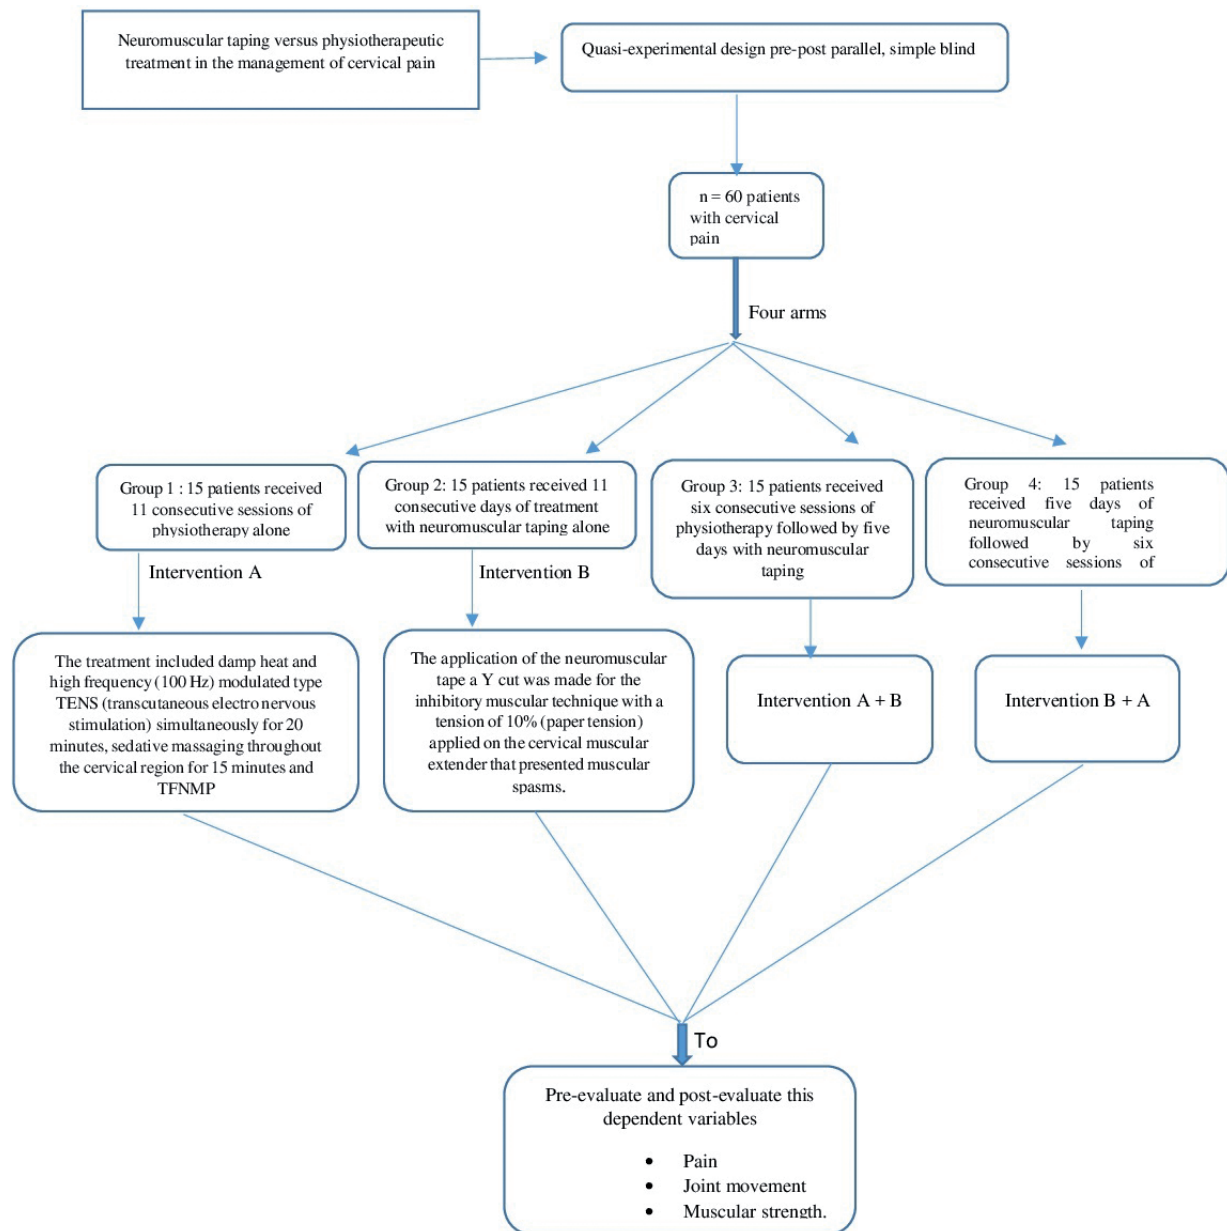 Neuromuscular taping versus physiotherapeutic
treatment in the management of cervical pain
Quasi-experimental design pre-post parallel, simple blind
n = 60 patients
with cervical
pain
Four arms
Group 1 : 15 patients received
11 consecutive sessions of
physiotherapy alone
Group 2: 15 patients received 11
consecutive days of treatment
with neuromuscular taping alone
Group 3: 15 patients received
six consecutive sessions of
physiotherapy followed by five
days with neuromuscular
taping
Group 4: 15 patients
received five days of
neuromuscular taping
followed by six
consecutive sessions of
Intervention A
Intervention B
The treatment included damp heat and
high frequency (100 Hz) modulated type
TENS (transcutaneous electro nervous
stimulation) simultaneously for 20
minutes, sedative massaging throughout
the cervical region for 15 minutes and
TFNMP
The application of the neuromuscular
tape a Y cut was made for the
inhibitory muscular technique with a
tension of 10% (paper tension)
applied on the cervical muscular
extender that presented muscular
spasms.
Intervention A + B
Intervention B + A
To
Pre-evaluate and post-evaluate this
dependent variables
• Pain
• Joint movement
• Muscular strength.